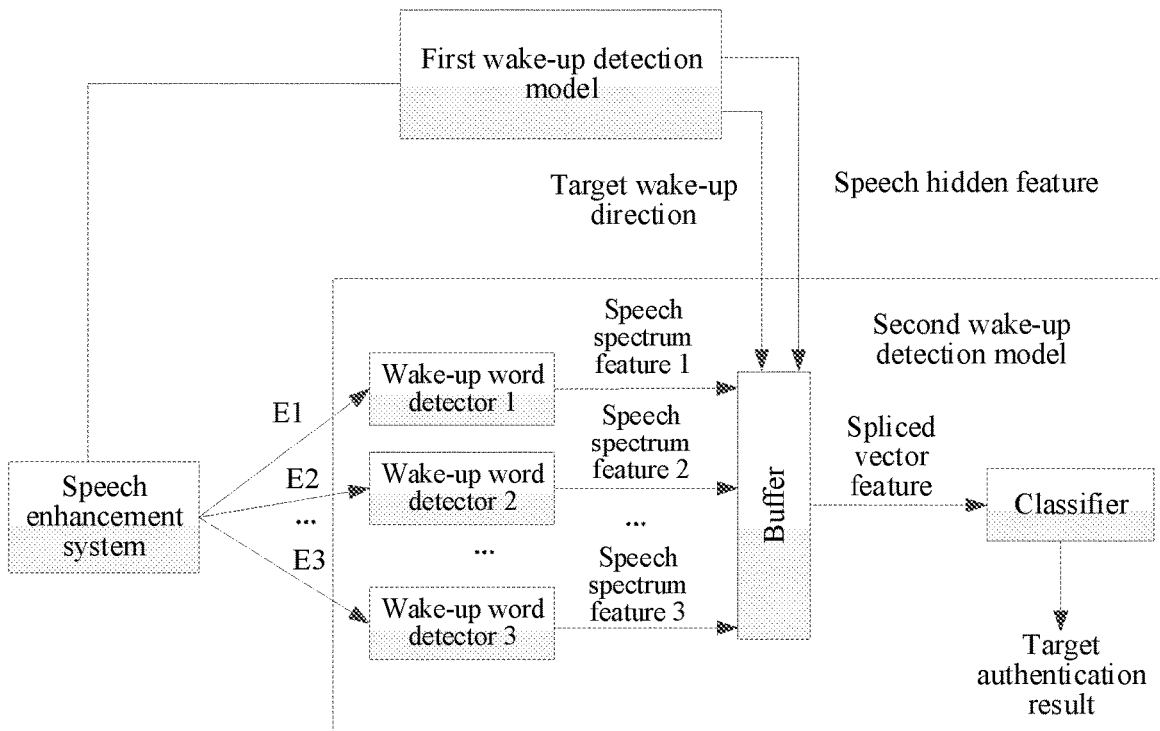 First wake-up detection
model
Target wake-up
direction
Speech hidden feature
Speech
spectrum
feature 1
Second wake-up
detection model
Wake-up word
detector 1
E1
Speech
spectrum
feature 2
Spliced
vector
feature
Speech
enhancement
system
E2
...
Wake-up word
detector 2
...
...
Buffer
Classifier
E3
Speech
spectrum
feature 3
Wake-up word
detector 3
Target
authentication
result